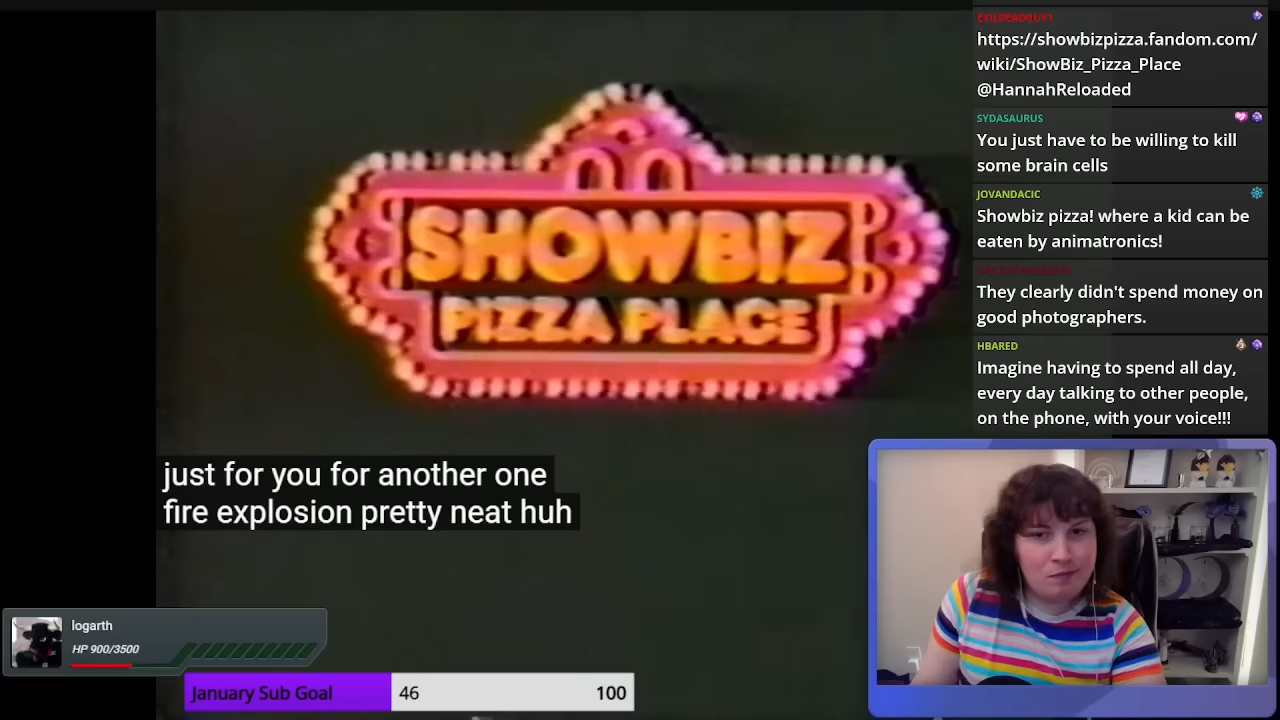 EVILDEADGUY1
https://showbizpizza.fandom.com/
wiki/ShowBiz_Pizza_Place
@HannahReloaded
SYDASAURUS
You just have to be willing to kill
some brain cells
JOVANDACIC
Showbiz pizza! where a kid can be
eaten by animatronics!
They clearly didn't spend money on
good photographers.
HBARED
Imagine having to spend all day,
every day talking to other people,
on the phone, with your voice!!!
SHOWBIZ
PIZZA PLACE
just for you for another one
fire explosion pretty neat huh
logarth
HP 900/3500
January Sub Goal 46 100